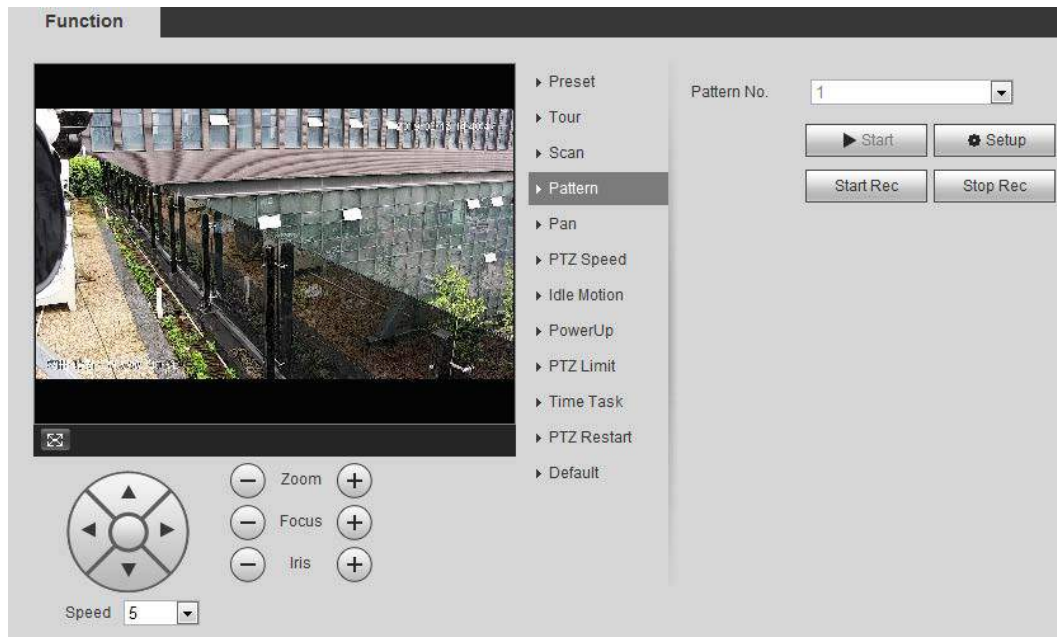 Function
Preset
Tour
Scan
Pattern
Pan
PTZ Speed
Idle Motion
PowerUp
PTZ Limit
Time Task
PTZ Restart
Default
Pattern No. 1
Start Setup
Start Rec Stop Rec
Zoom
Focus
Iris
Speed 5